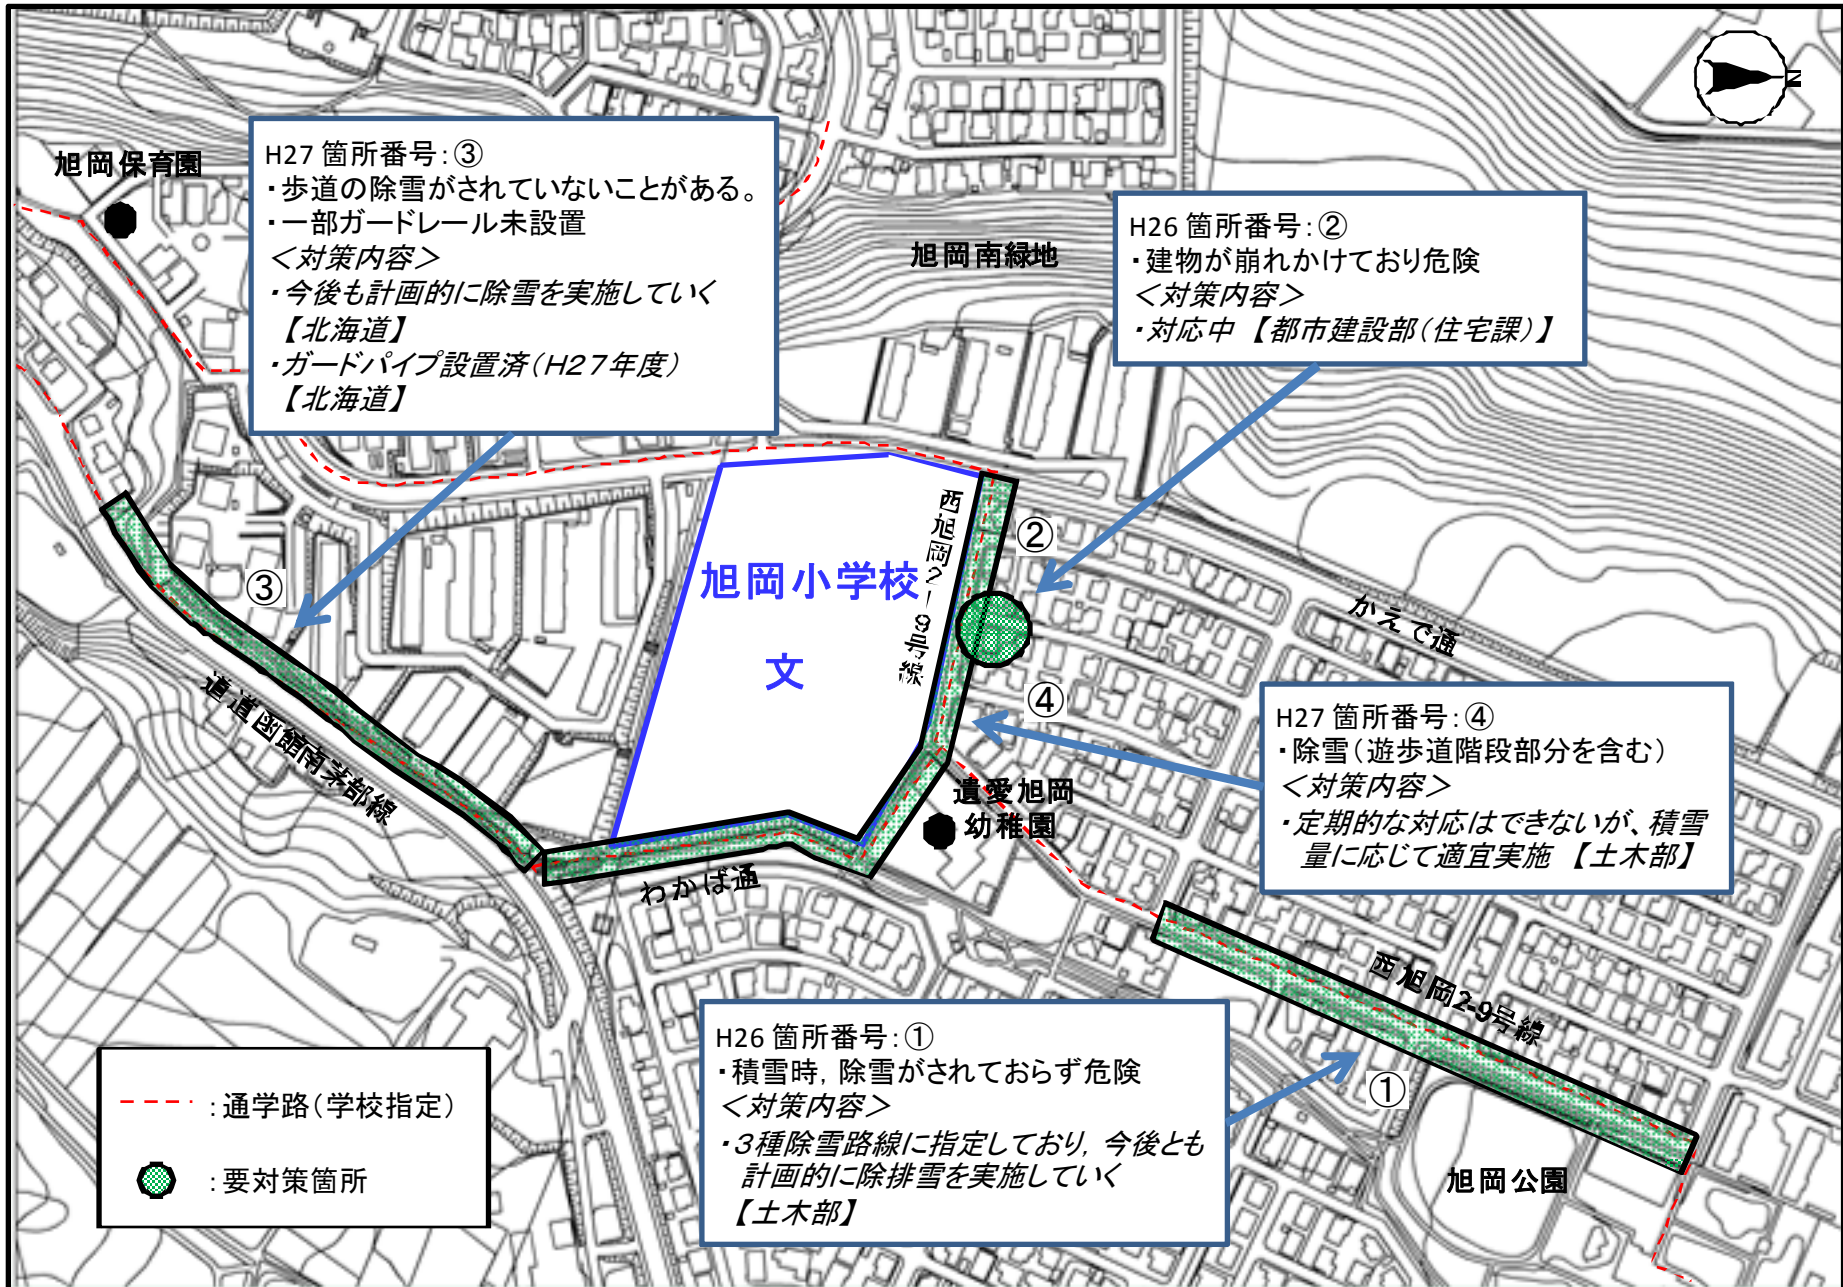 N
旭岡保育園
H27 箇所番号:③
・歩道の除雪がされていないことがある。
・一部ガードレール未設置
<対策内容>
・今後も計画的に除雪を実施していく
【北海道】
・ガードパイプ設置済(H27年度)
【北海道】
旭岡南緑地
H26 箇所番号:②
・建物が崩れかけており危険
<対策内容>
・対応中 【都市建設部(住宅課)】
②
③
④
旭岡小学校
文
西旭岡2-9号線
かえで通
道道函館南茅部線
H27 箇所番号:④
・除雪(遊歩道階段部分を含む)
<対策内容>
・定期的な対応はできないが、積雪
量に応じて適宜実施 【土木部】
遺愛旭岡
幼稚園
わかば通
西旭岡2-9号線
H26 箇所番号:①
・積雪時,除雪がされておらず危険
<対策内容>
・3種除雪路線に指定しており,今後とも
計画的に除排雪を実施していく
【土木部】
①
旭岡公園
:通学路(学校指定)
:要対策箇所